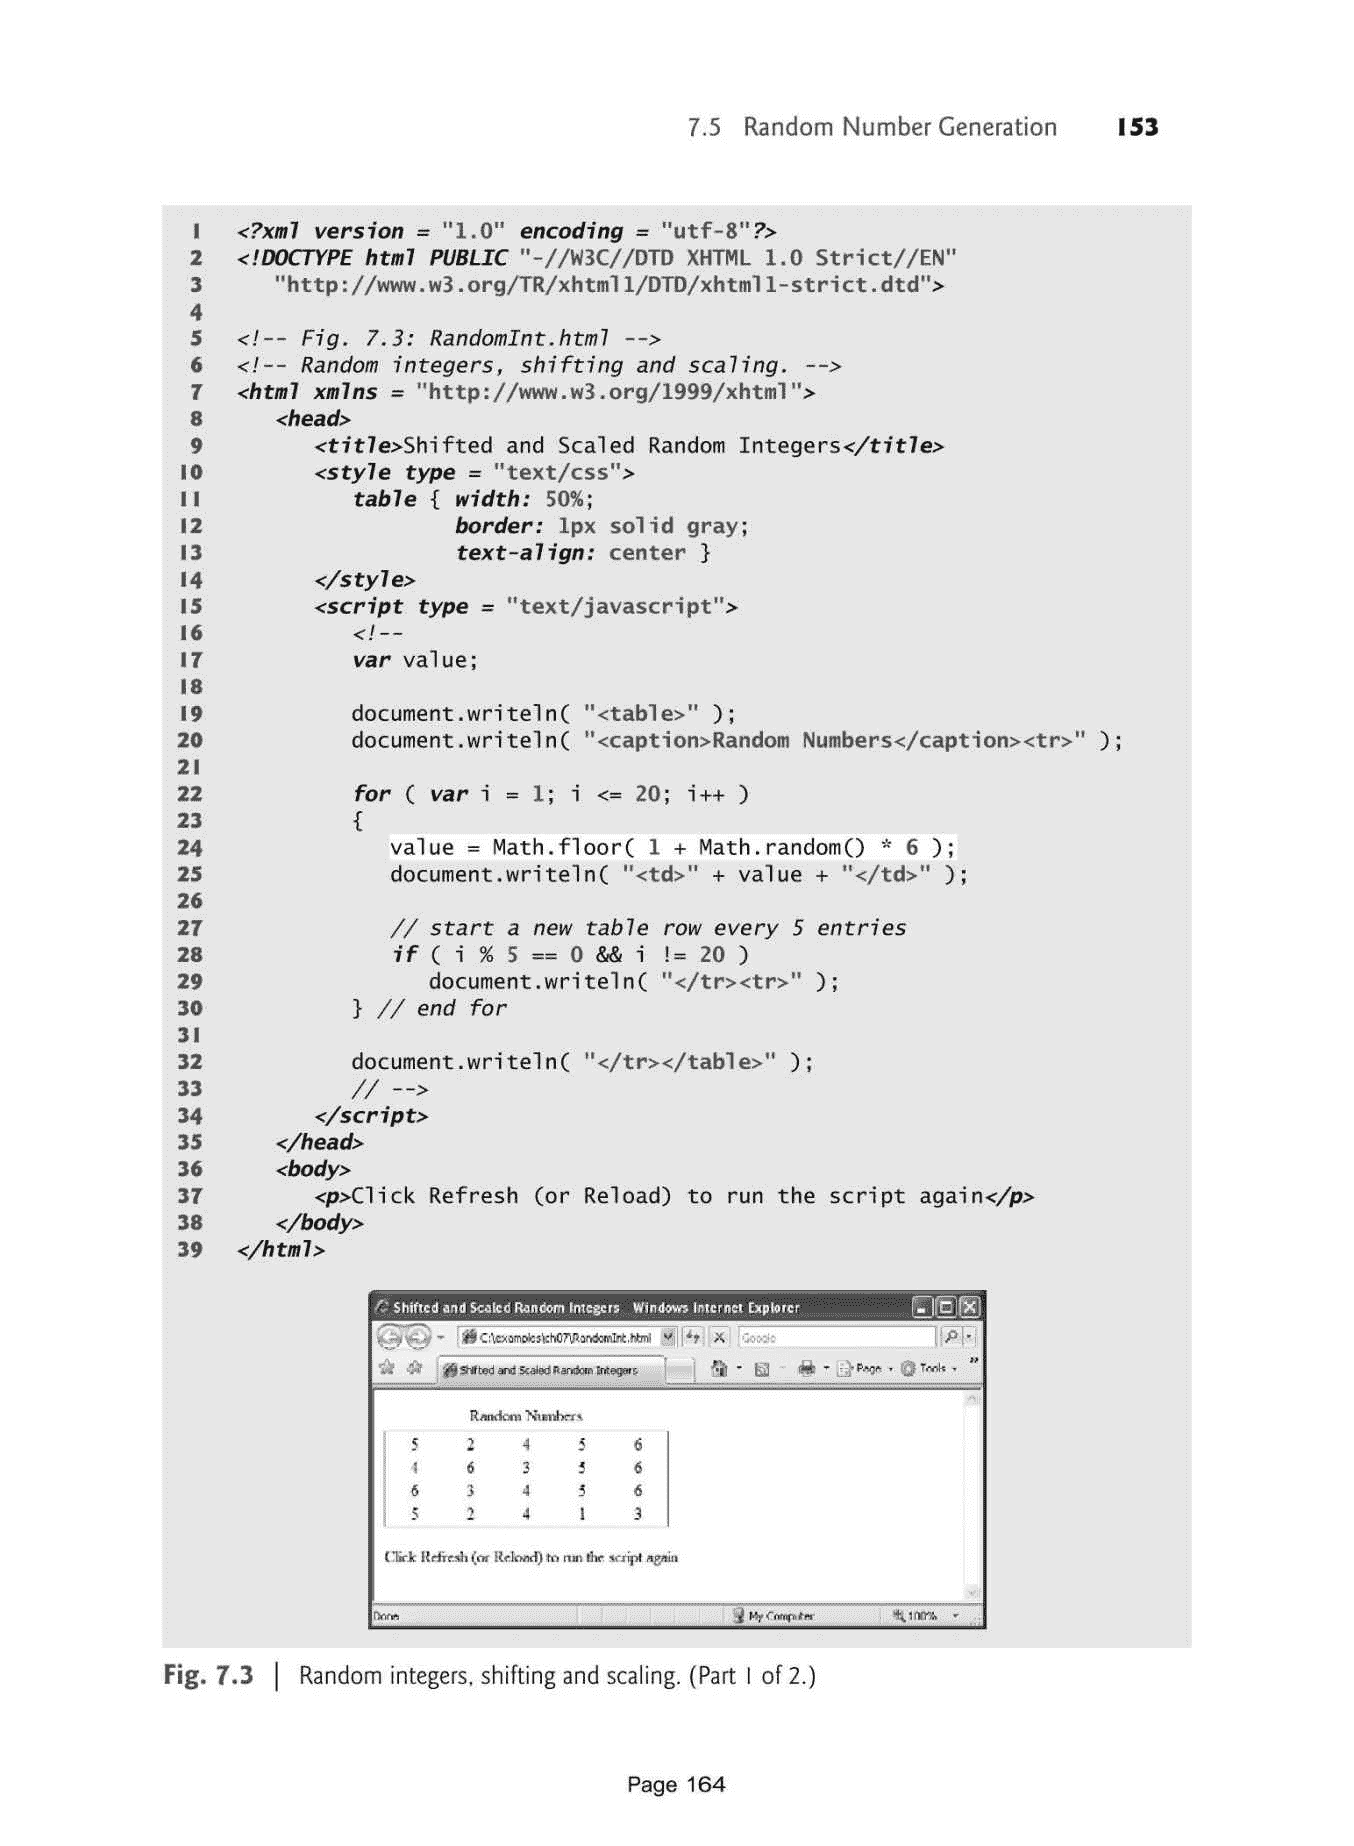 7.5 Random Number Generation 153
1 <?xml version = "1.0" encoding = "utf-8"?>
2 <!DOCTYPE html PUBLIC "-//W3C//DTD XHTML 1.0 Strict//EN"
3 "http://www.w3.org/TR/xhtml1/DTD/xhtml1-strict.dtd">
4
5 <!-- Fig. 7.3: RandomInt.html -->
6 <!-- Random integers, shifting and scaling. -->
7 <html xmlns = "http://www.w3.org/1999/xhtml">
8 <head>
9 <title>Shifted and Scaled Random Integers</title>
10 <style type = "text/css">
11 table { width: 50%;
12 border: 1px solid gray;
13 text-align: center }
14 </style>
15 <script type = "text/javascript">
16 <!--
17 var value;
18
19 document.writeln( "<table>" );
20 document.writeln( "<caption>Random Numbers</caption><tr>" );
21
22 for ( var i = 1; i <= 20; i++ )
23 {
24 value = Math.floor( 1 + Math.random() * 6 );
25 document.writeln( "<td>" + value + "</td>" );
26
27 // start a new table row every 5 entries
28 if ( i % 5 == 0 && i != 20 )
29 document.writeln( "</tr><tr>" );
30 } // end for
31
32 document.writeln( "</tr></table>" );
33 // -->
34 </script>
35 </head>
36 <body>
37 <p>Click Refresh (or Reload) to run the script again</p>
38 </body>
39 </html>
Shifted and Scaled Random Integers Windows Internet Explorer
C:\examples\ch07\RandomInt.html Google
Shifted and Scaled Random Integers Page Tools »
Random Numbers
5 2 4 5 6
4 6 3 5 6
6 3 4 5 6
5 2 4 1 3
Click Refresh (or Reload) to run the script again
Done My Computer 100%
Fig. 7.3 | Random integers, shifting and scaling. (Part 1 of 2.)
Page 164